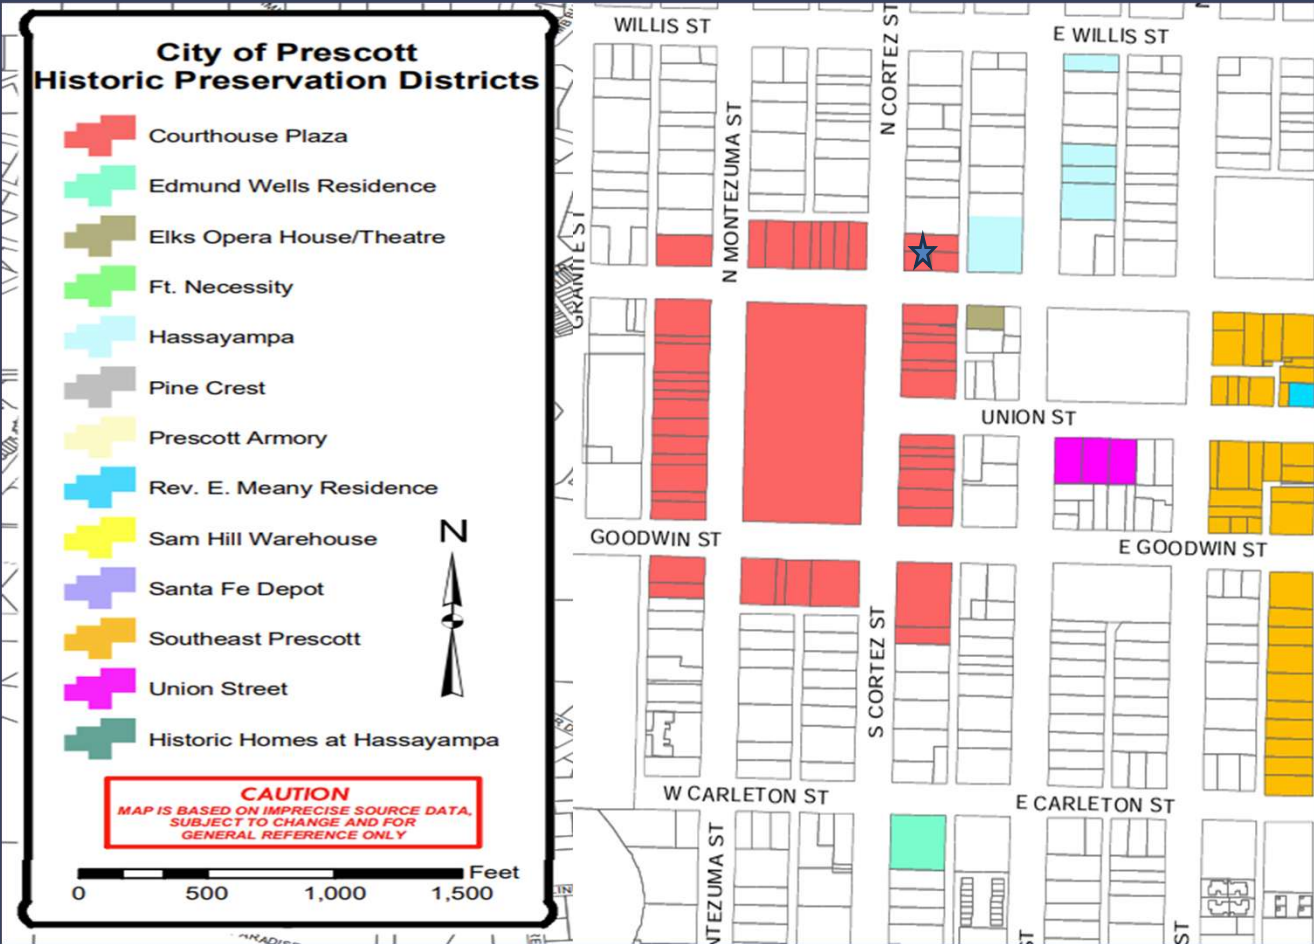 City of Prescott
Historic Preservation Districts
Courthouse Plaza
Edmund Wells Residence
Elks Opera House/Theatre
Ft. Necessity
Hassayampa
Pine Crest
Prescott Armory
Rev. E. Meany Residence
Sam Hill Warehouse
Santa Fe Depot
Southeast Prescott
Union Street
Historic Homes at Hassayampa
N
CAUTION
MAP IS BASED ON IMPRECISE SOURCE DATA,
SUBJECT TO CHANGE AND FOR
GENERAL REFERENCE ONLY
Feet
0 500 1,000 1,500
WILLIS ST
E WILLIS ST
N CORTEZ ST
N MONTEZUMA ST
GRANITE ST
UNION ST
GOODWIN ST
E GOODWIN ST
S CORTEZ ST
W CARLETON ST
E CARLETON ST
NTEZUMA ST
ST
ST